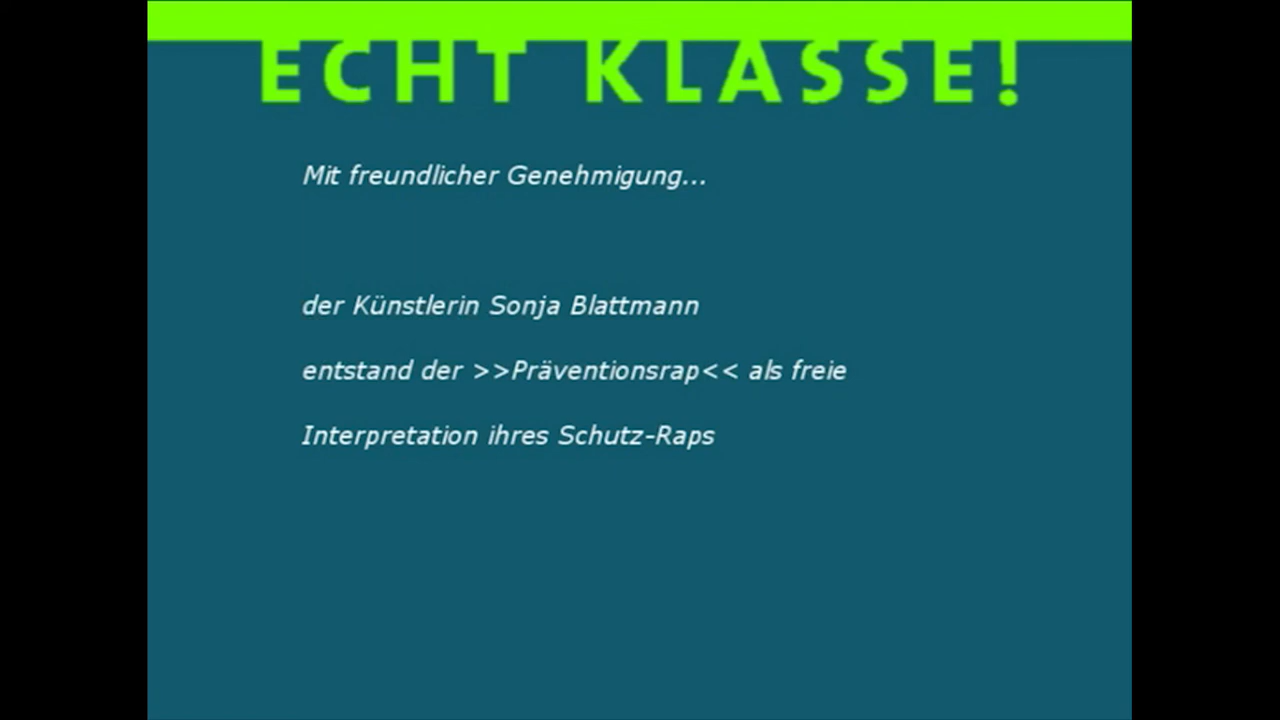 ECHT KLASSE!
Mit freundlicher Genehmigung...
der Künstlerin Sonja Blattmann
entstand der >>Präventionsrap<< als freie
Interpretation ihres Schutz-Raps